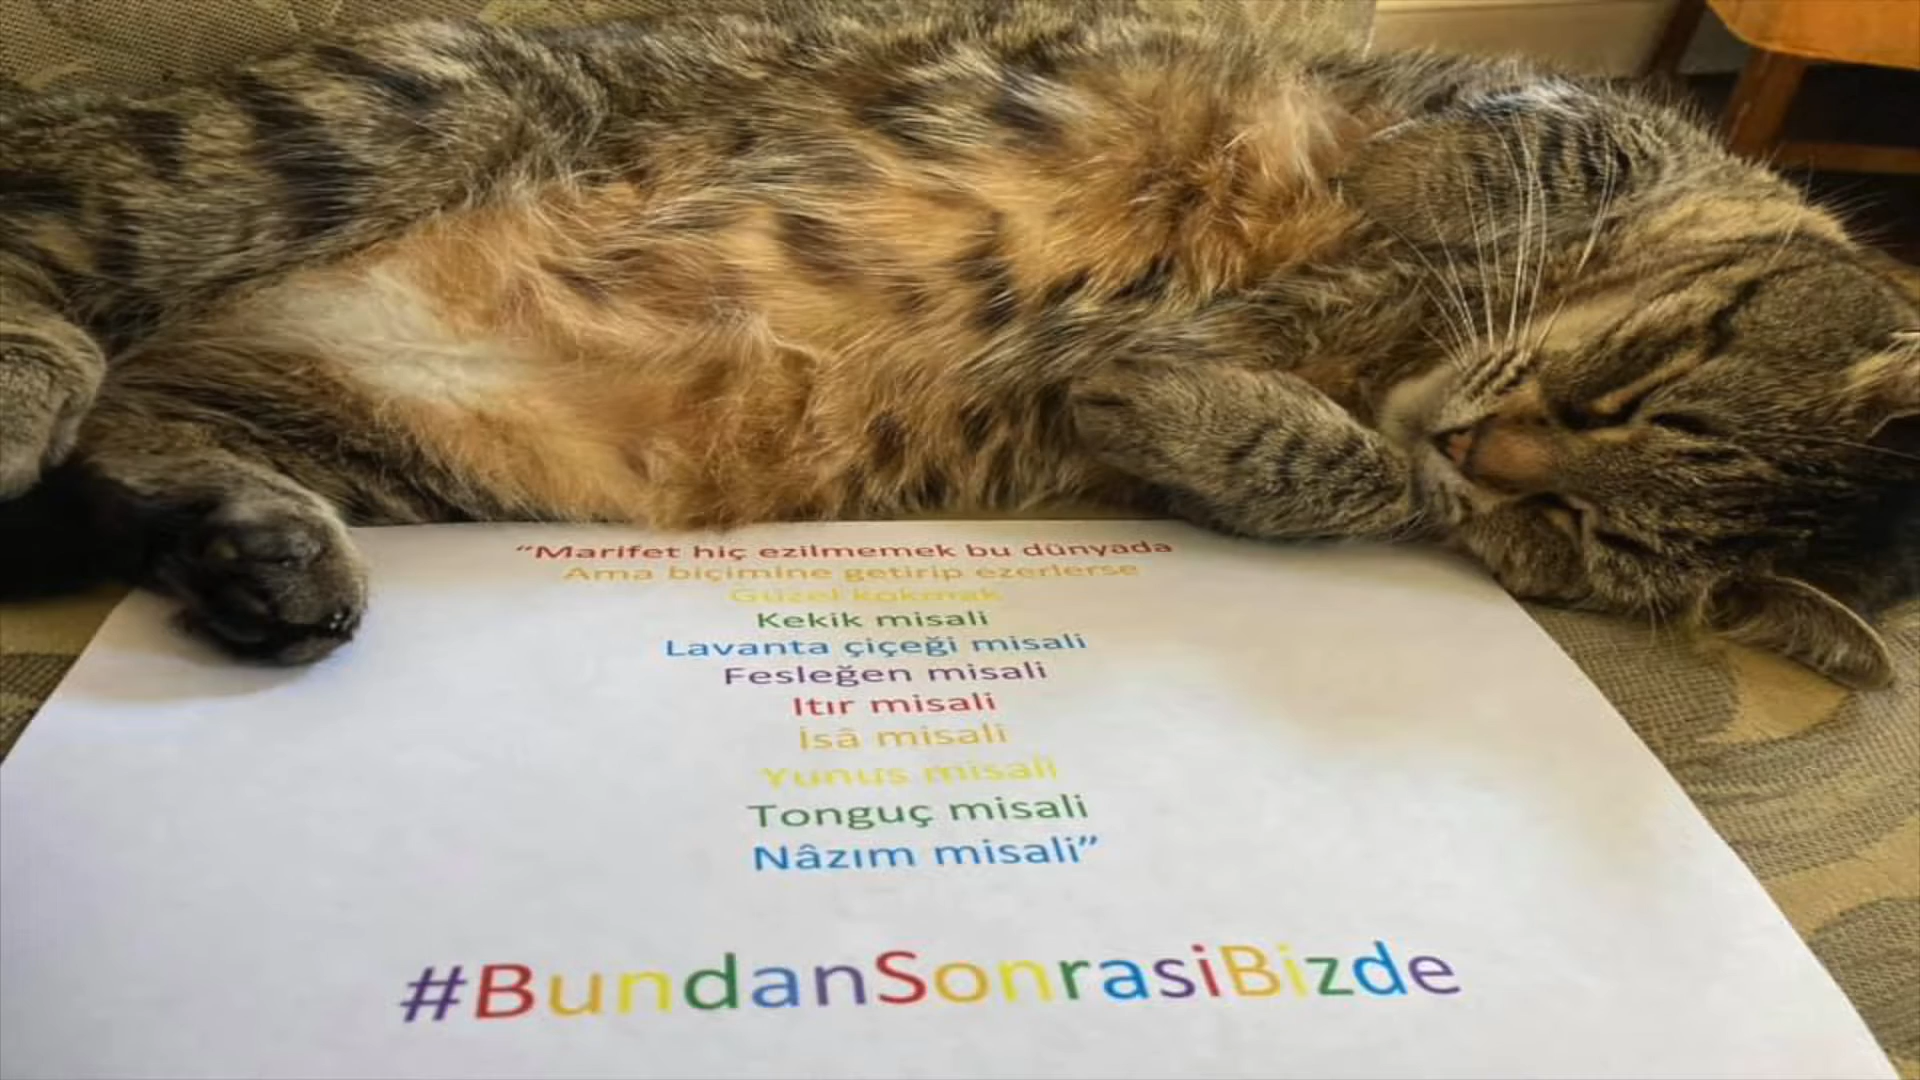 “Marifet hiç ezilmemek bu dünyada
Ama biçimine getirip ezerlerse
Güzel kokmak
Kekik misali
Lavanta çiçeği misali
Fesleğen misali
Itır misali
İsâ misali
Yunus misali
Tonguç misali
Nâzım misali”
#BundanSonrasiBizde